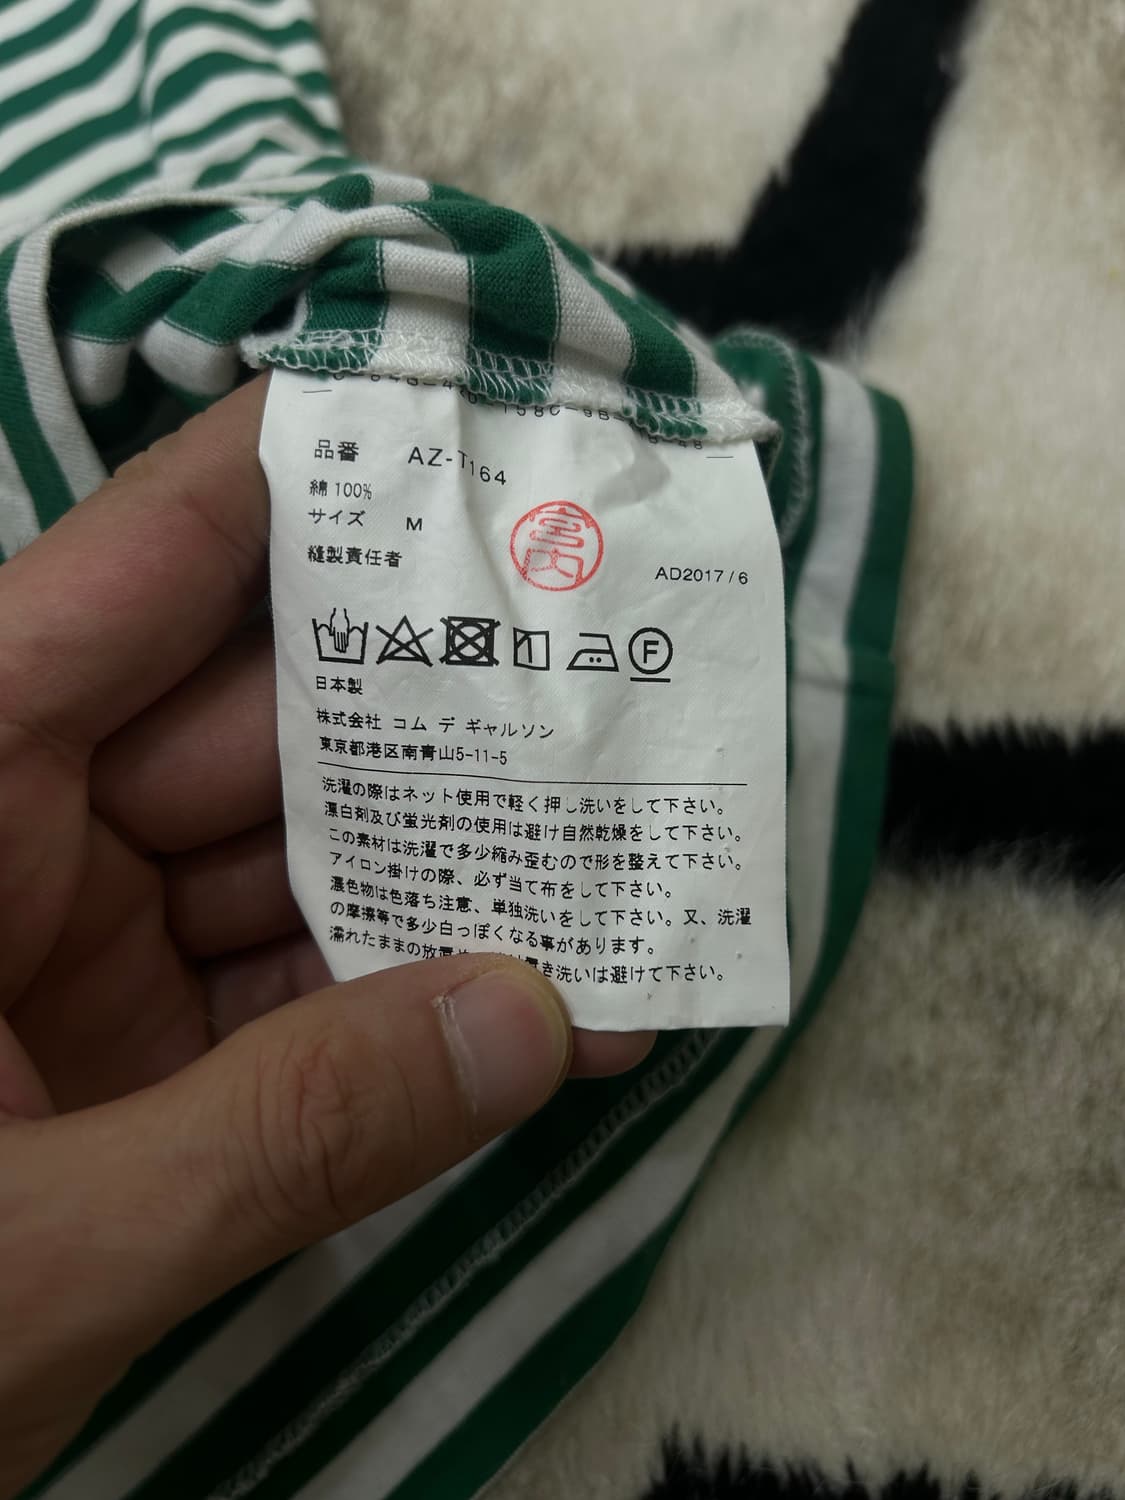 品番 AZ-T164
綿 100%
サイズ M
縫製責任者
宮内
AD2017/6
F
日本製
株式会社 コム デ ギャルソン
東京都港区南青山5-11-5
洗濯の際はネット使用で軽く押し洗いをして下さい。
漂白剤及び蛍光剤の使用は避け自然乾燥をして下さい。
この素材は洗濯で多少縮み歪むので形を整えて下さい。
アイロン掛けの際、必ず当て布をして下さい。
濃色物は色落ち注意、単独洗いをして下さい。又、洗濯
の摩擦等で多少白っぽくなる事があります。
濡れたままの放置 き洗いは避けて下さい。